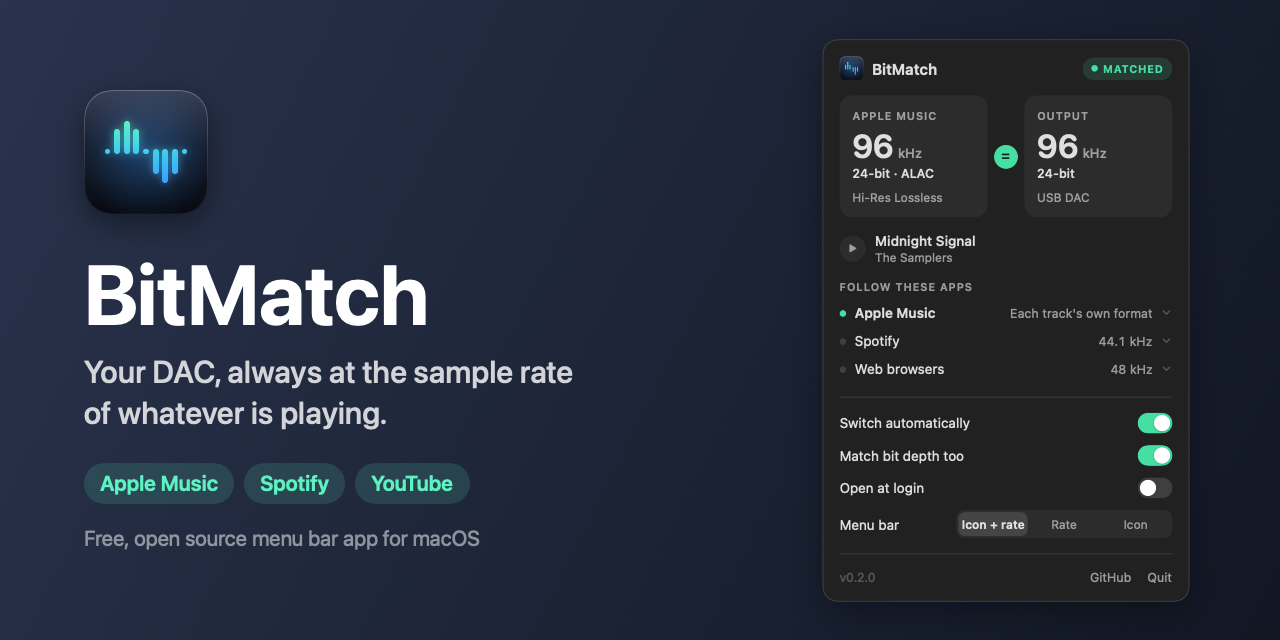 BitMatch
Your DAC, always at the sample rate
of whatever is playing.
Apple Music
Spotify
YouTube
Free, open source menu bar app for macOS
BitMatch
MATCHED
APPLE MUSIC
96 kHz
24-bit · ALAC
Hi-Res Lossless
=
OUTPUT
96 kHz
24-bit
USB DAC
Midnight Signal
The Samplers
FOLLOW THESE APPS
Apple Music Each track's own format
Spotify 44.1 kHz
Web browsers 48 kHz
Switch automatically
Match bit depth too
Open at login
Menu bar Icon + rate Rate Icon
v0.2.0 GitHub Quit